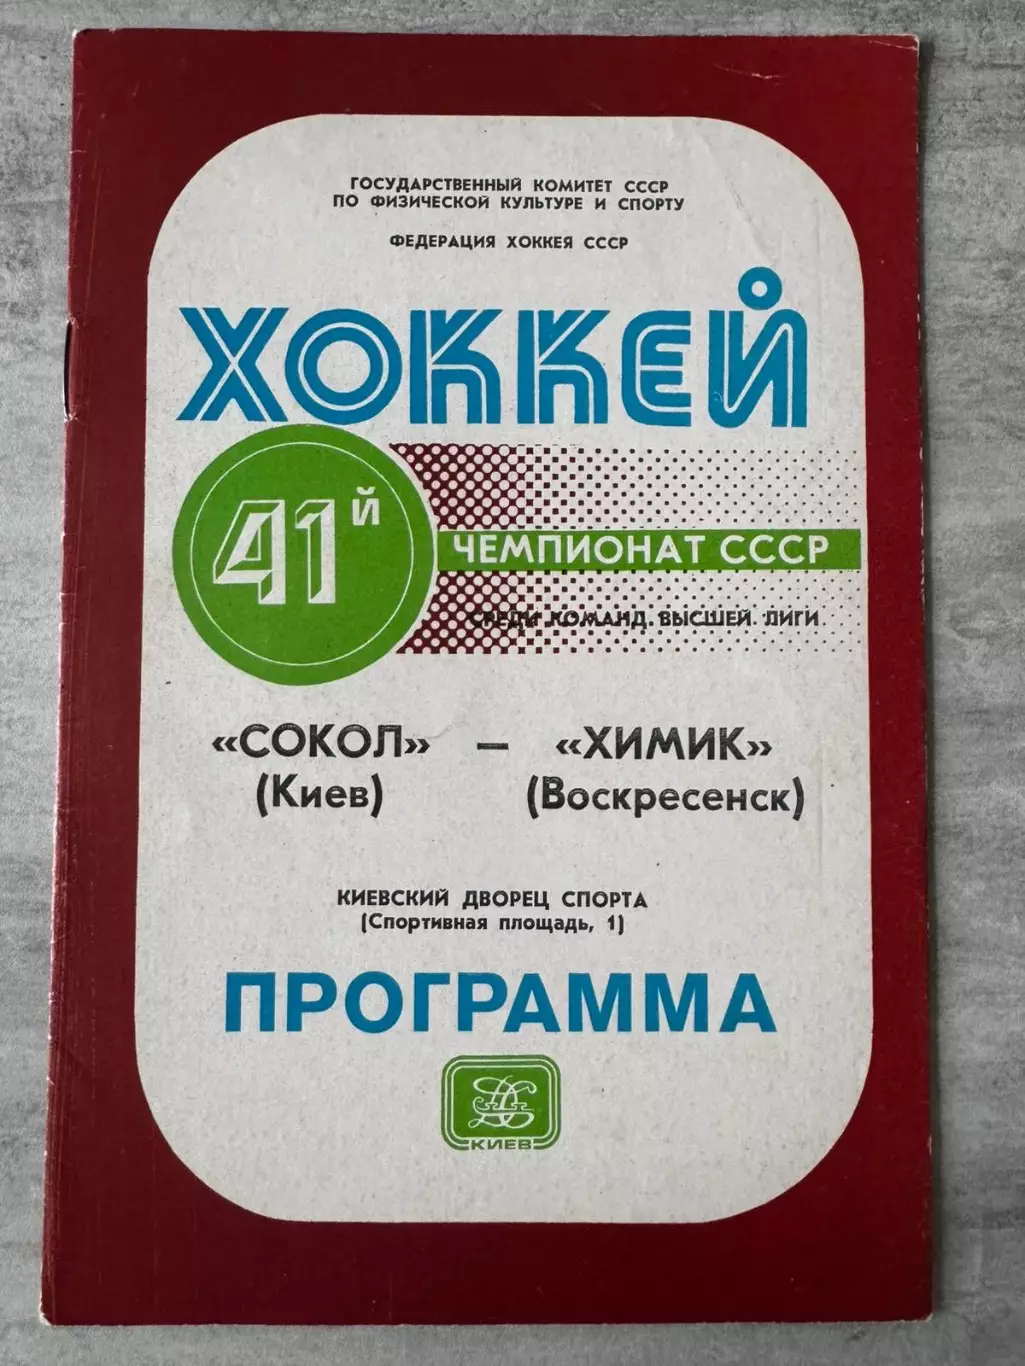 ГОСУДАРСТВЕННЫЙ КОМИТЕТ СССР
ПО ФИЗИЧЕСКОЙ КУЛЬТУРЕ И СПОРТУ
ФЕДЕРАЦИЯ ХОККЕЯ СССР
ХОККЕЙ
41й
ЧЕМПИОНАТ СССР
СРЕДИ КОМАНД ВЫСШЕЙ ЛИГИ
«СОКОЛ» — «ХИМИК»
(Киев) (Воскресенск)
КИЕВСКИЙ ДВОРЕЦ СПОРТА
(Спортивная площадь, 1)
ПРОГРАММА
КИЕВ